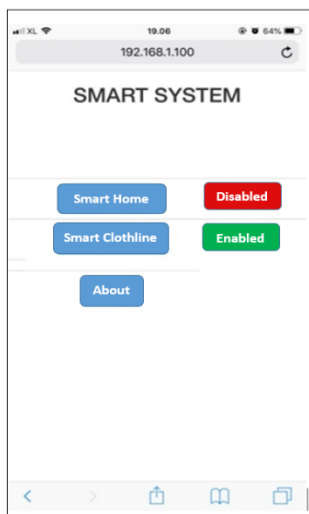 XL 19.06 64%
192.168.1.100
SMART SYSTEM
Smart Home Disabled
Smart Clothline Enabled
About